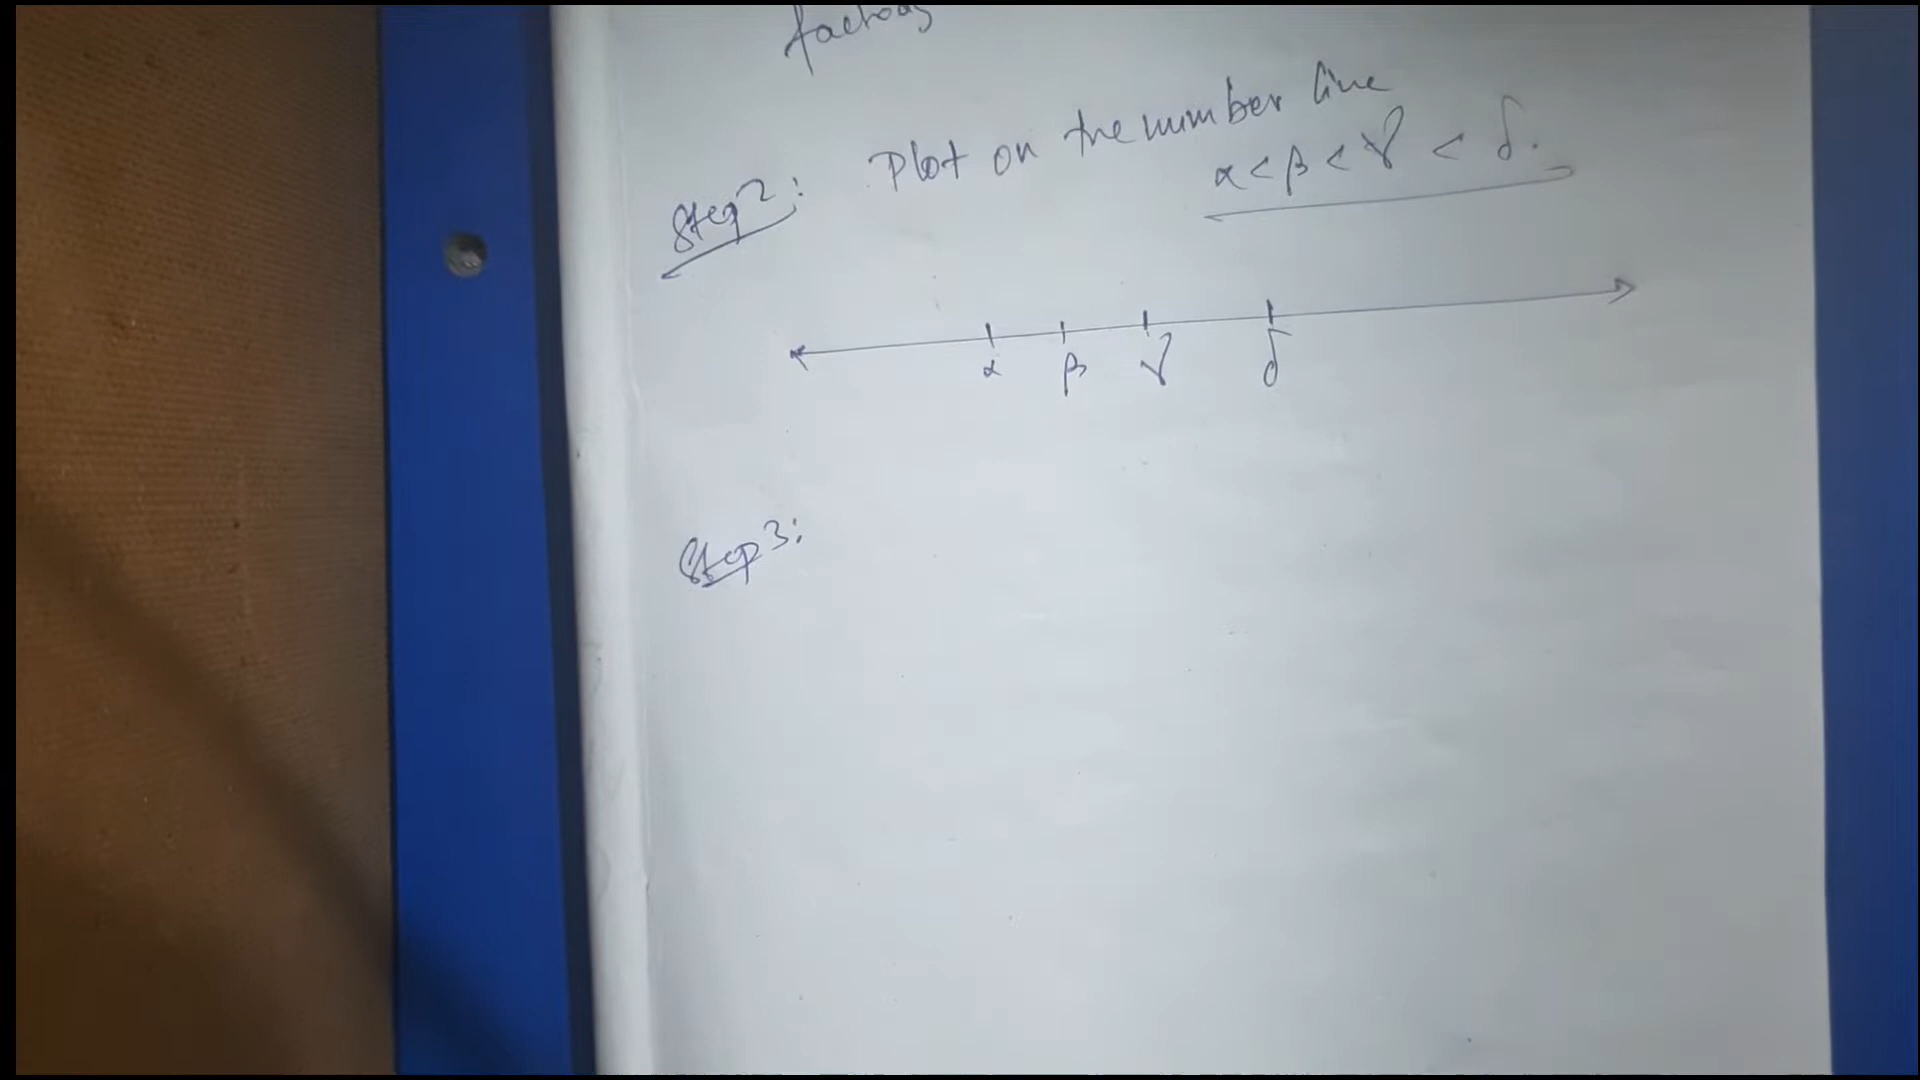 factors
Step 2: Plot on the number line
α < β < γ < δ.
α β γ δ
Step 3: